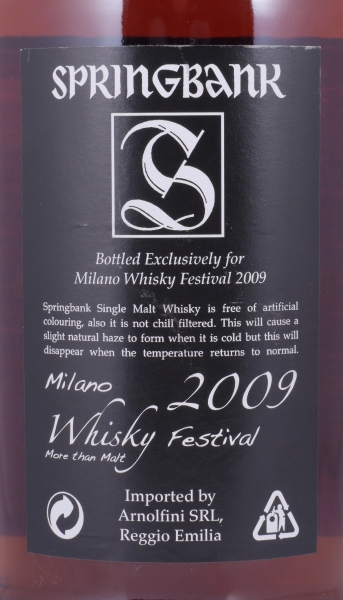 SPRINGBANK
S
Bottled Exclusively for
Milano Whisky Festival 2009
Springbank Single Malt Whisky is free of artificial
colouring, also it is not chill filtered. This will cause a
slight natural haze to form when it is cold but this will
disappear when the temperature returns to normal.
Milano 2009
Whisky Festival
More than Malt
Imported by
Arnolfini SRL,
Reggio Emilia